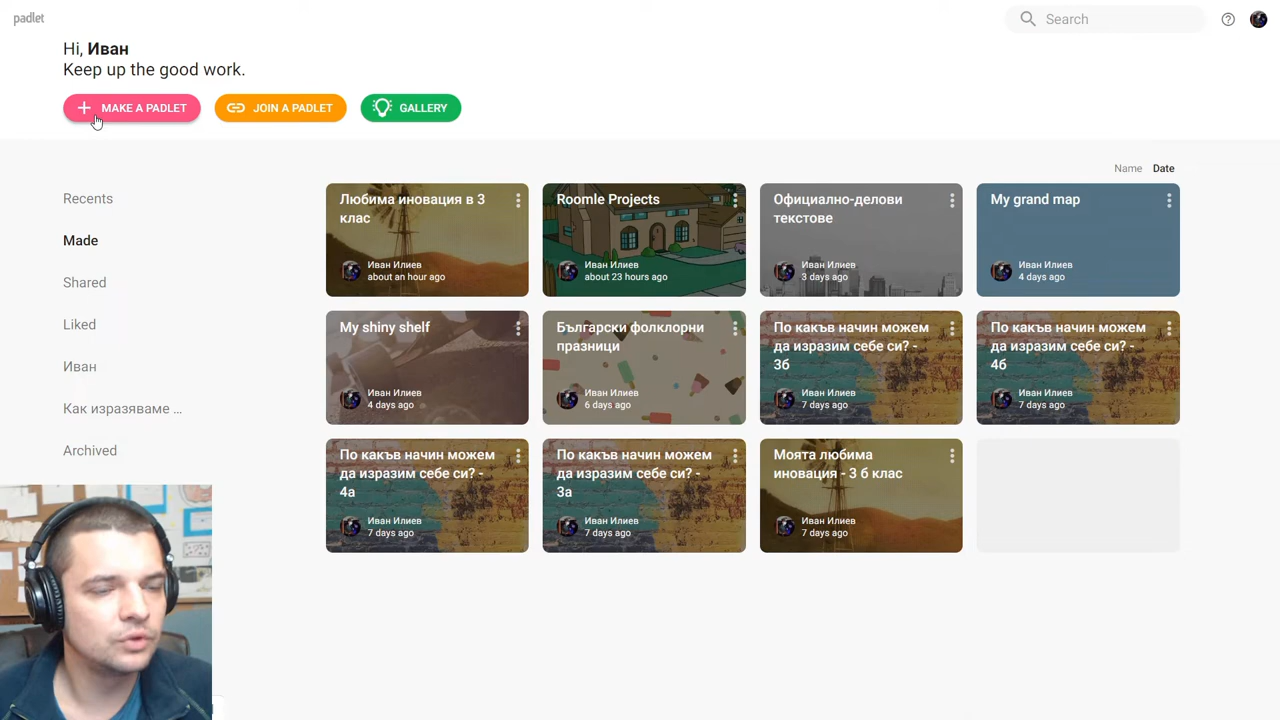 padlet
Search
Hi, Иван
Keep up the good work.
MAKE A PADLET
JOIN A PADLET
GALLERY
Name
Date
Recents
Made
Shared
Liked
Иван
Как изразяваме ...
Archived
Любима иновация в 3
клас
Иван Илиев
about an hour ago
Roomle Projects
Иван Илиев
about 23 hours ago
Официално-делови
текстове
Иван Илиев
3 days ago
My grand map
Иван Илиев
4 days ago
My shiny shelf
Иван Илиев
4 days ago
Български фолклорни
празници
Иван Илиев
6 days ago
По какъв начин можем
да изразим себе си? -
3б
Иван Илиев
7 days ago
По какъв начин можем
да изразим себе си? -
4б
Иван Илиев
7 days ago
По какъв начин можем
да изразим себе си? -
4а
Иван Илиев
7 days ago
По какъв начин можем
да изразим себе си? -
3а
Иван Илиев
7 days ago
Моята любима
иновация - 3 б клас
Иван Илиев
7 days ago